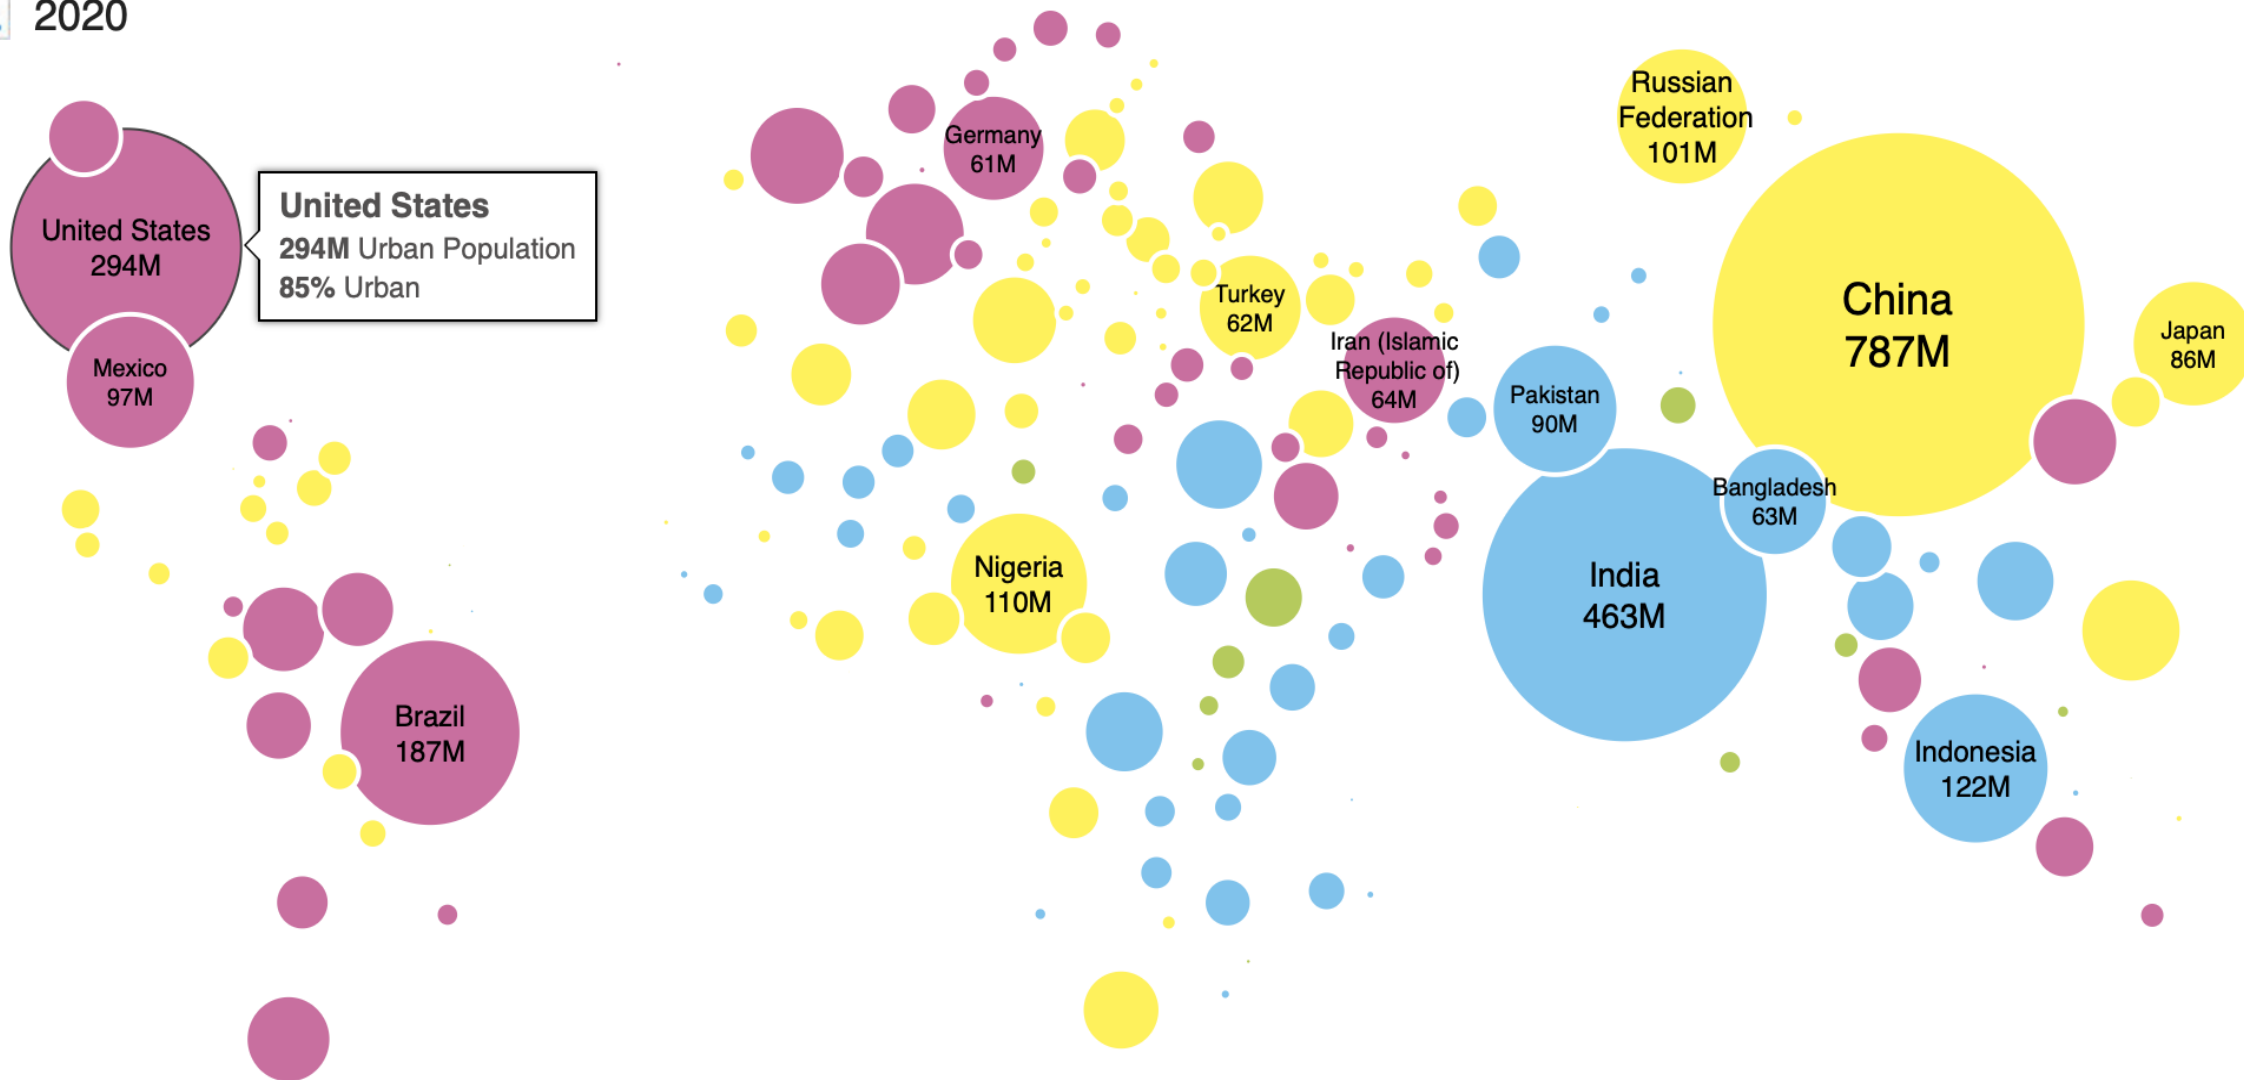 2020
United States
294M
Mexico
97M
United States
294M Urban Population
85% Urban
Brazil
187M
Germany
61M
Turkey
62M
Iran (Islamic
Republic of)
64M
Nigeria
110M
Russian
Federation
101M
China
787M
Japan
86M
Pakistan
90M
Bangladesh
63M
India
463M
Indonesia
122M